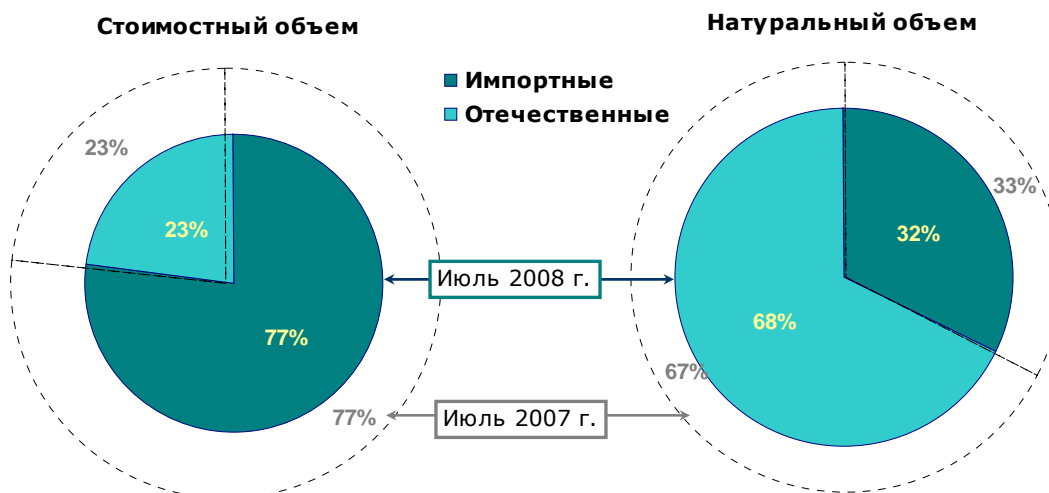 Стоимостный объем
Натуральный объем
Импортные
Отечественные
23%
23%
77%
77%
33%
32%
68%
67%
Июль 2008 г.
Июль 2007 г.